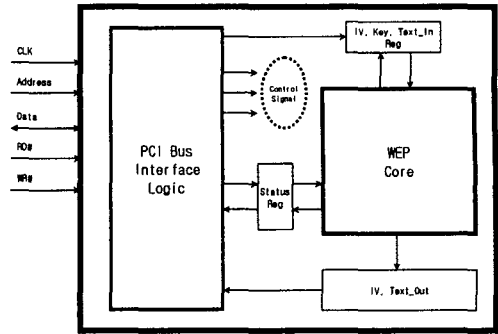 CLK
Address
Data
RD#
WR#
PCI Bus
Interface
Logic
IV, Key, Text_In
Reg
Control
Signal
WEP
Core
Status
Reg
IV, Text_Out